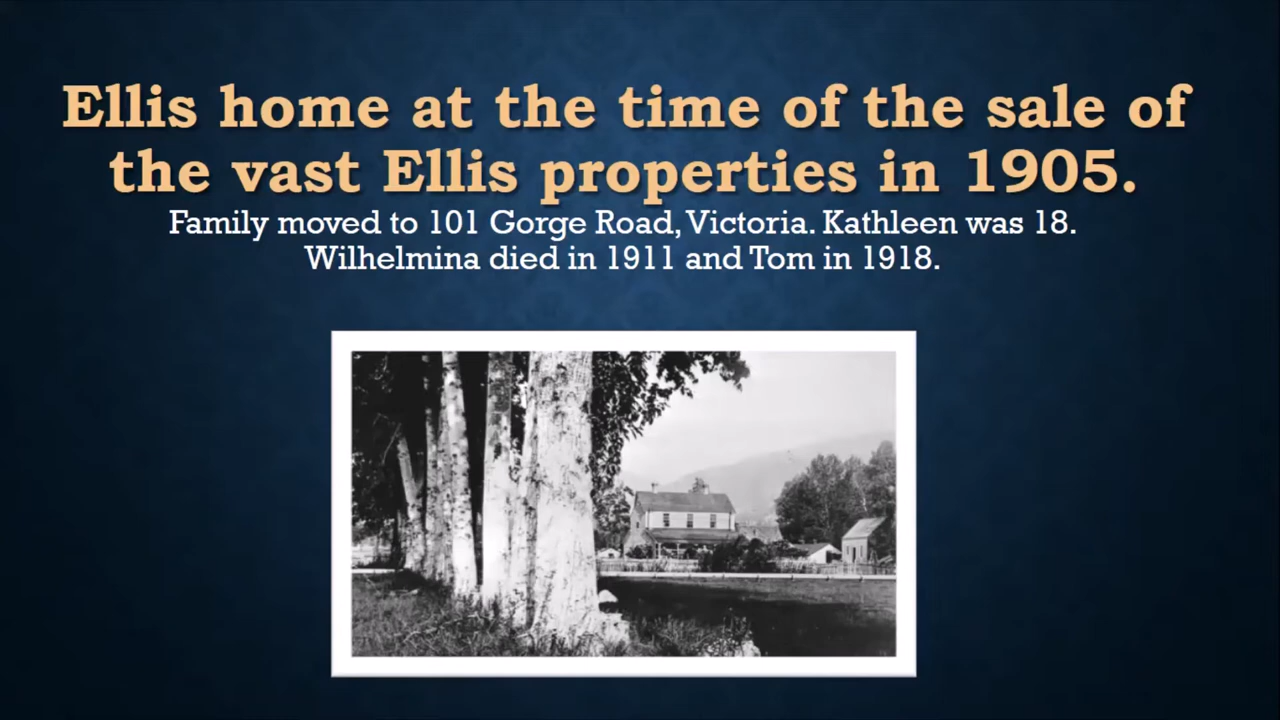 Ellis home at the time of the sale of
the vast Ellis properties in 1905.
Family moved to 101 Gorge Road, Victoria. Kathleen was 18.
Wilhelmina died in 1911 and Tom in 1918.